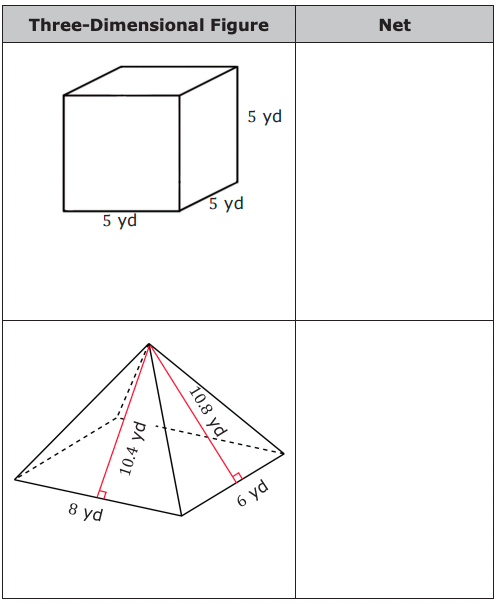 Three-Dimensional Figure
Net
5 yd
5 yd
5 yd
10.8 yd
10.4 yd
8 yd
6 yd